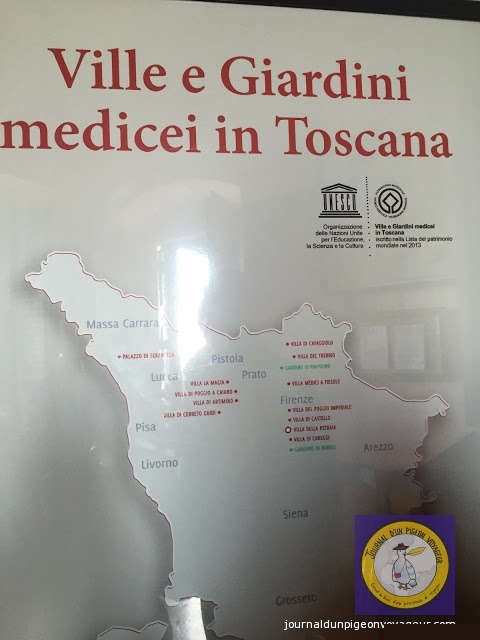 Ville e Giardini
medicei in Toscana
UNESCO
Organizzazione
delle Nazioni Unite
per l'Educazione,
la Scienza e la Cultura
Ville e Giardini medicei
in Toscana
iscritto nella Lista del patrimonio
mondiale nel 2013
Massa Carrara
PALAZZO DI SERAVEZZA
Lucca
Pistoia
Prato
VILLA DI CAFAGGIOLO
VILLA DEL TREBBIO
GIARDINO DI PRATOLINO
VILLA LA MAGIA
VILLA DI POGGIO A CAIANO
VILLA DI ARTIMINO
VILLA DI CERRETO GUIDI
VILLA MEDICI A FIESOLE
Firenze
VILLA DEL POGGIO IMPERIALE
VILLA DI CASTELLO
VILLA DELLA PETRAIA
VILLA DI CAREGGI
GIARDINO DI BOBOLI
Pisa
Arezzo
Livorno
Siena
Grosseto
JOURNAL D'UN PIGEON VOYAGEUR
journaldunpigeonvoyageur.com